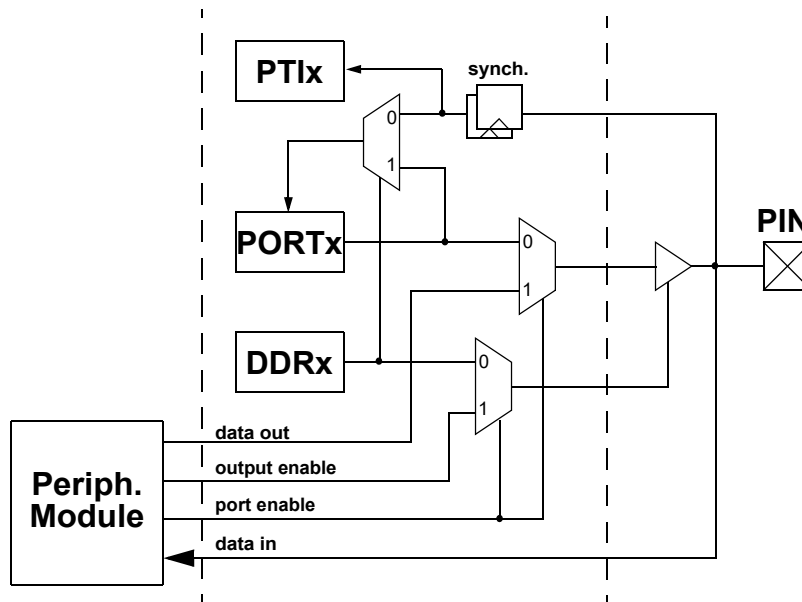 PTIx
synch.
0
1
PORTx
PIN
0
1
DDRx
0
1
data out
output enable
Periph.
Module
port enable
data in